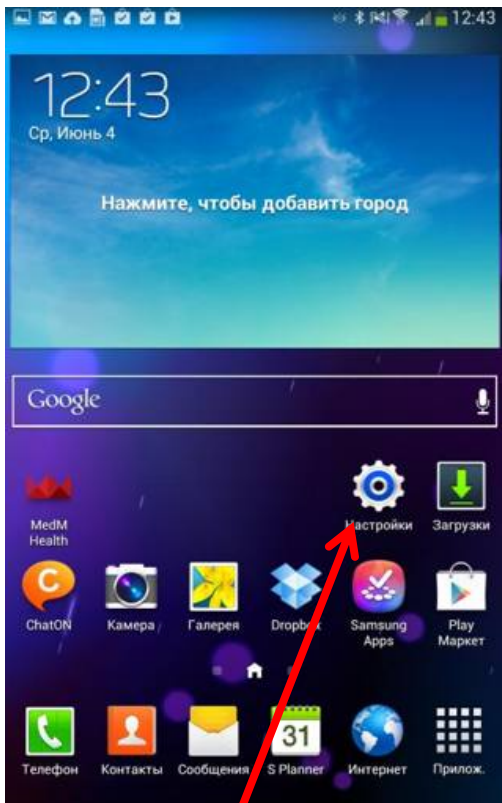 12:43
12:43
Ср, Июнь 4
Нажмите, чтобы добавить город
Google
MedM
Health
Настройки
Загрузки
ChatON
Камера
Галерея
Dropbox
Samsung
Apps
Play
Маркет
31
Телефон
Контакты
Сообщения
S Planner
Интернет
Прилож.